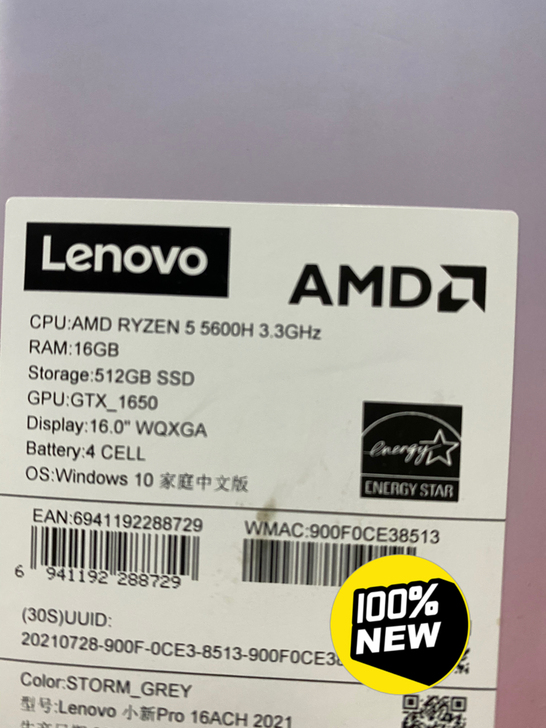 Lenovo
AMD
CPU:AMD RYZEN 5 5600H 3.3GHz
RAM:16GB
Storage:512GB SSD
GPU:GTX_1650
Display:16.0" WQXGA
Battery:4 CELL
OS:Windows 10 家庭中文版
energy
ENERGY STAR
EAN:6941192288729
WMAC:900F0CE38513
6 941192 288729
(30S)UUID:
20210728-900F-0CE3-8513-900F0CE3
100%
NEW
Color:STORM_GREY
型号:Lenovo 小新Pro 16ACH 2021